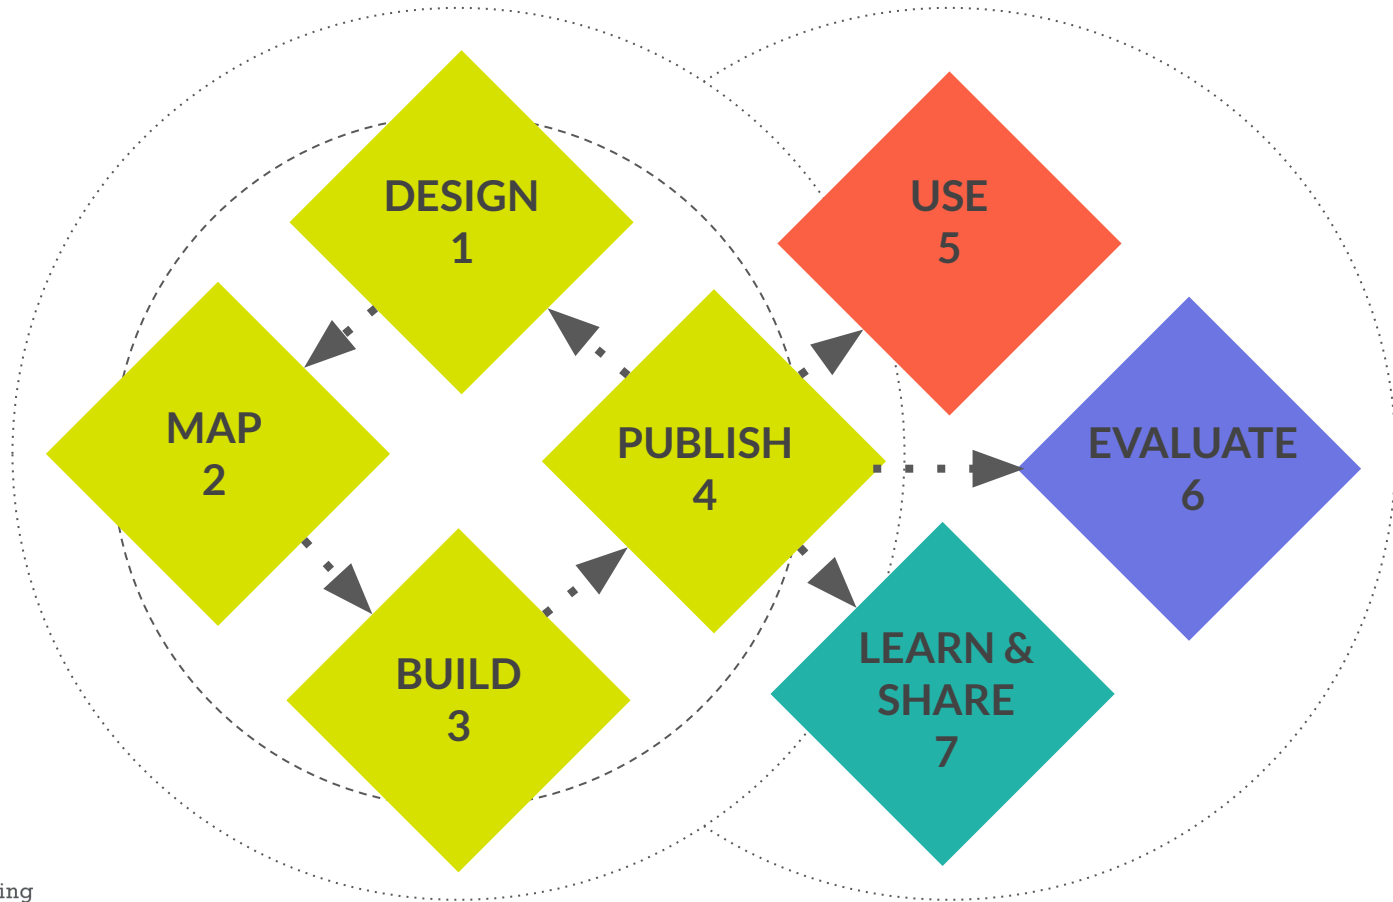 DESIGN
1
MAP
2
BUILD
3
PUBLISH
4
USE
5
EVALUATE
6
LEARN &
SHARE
7
ing